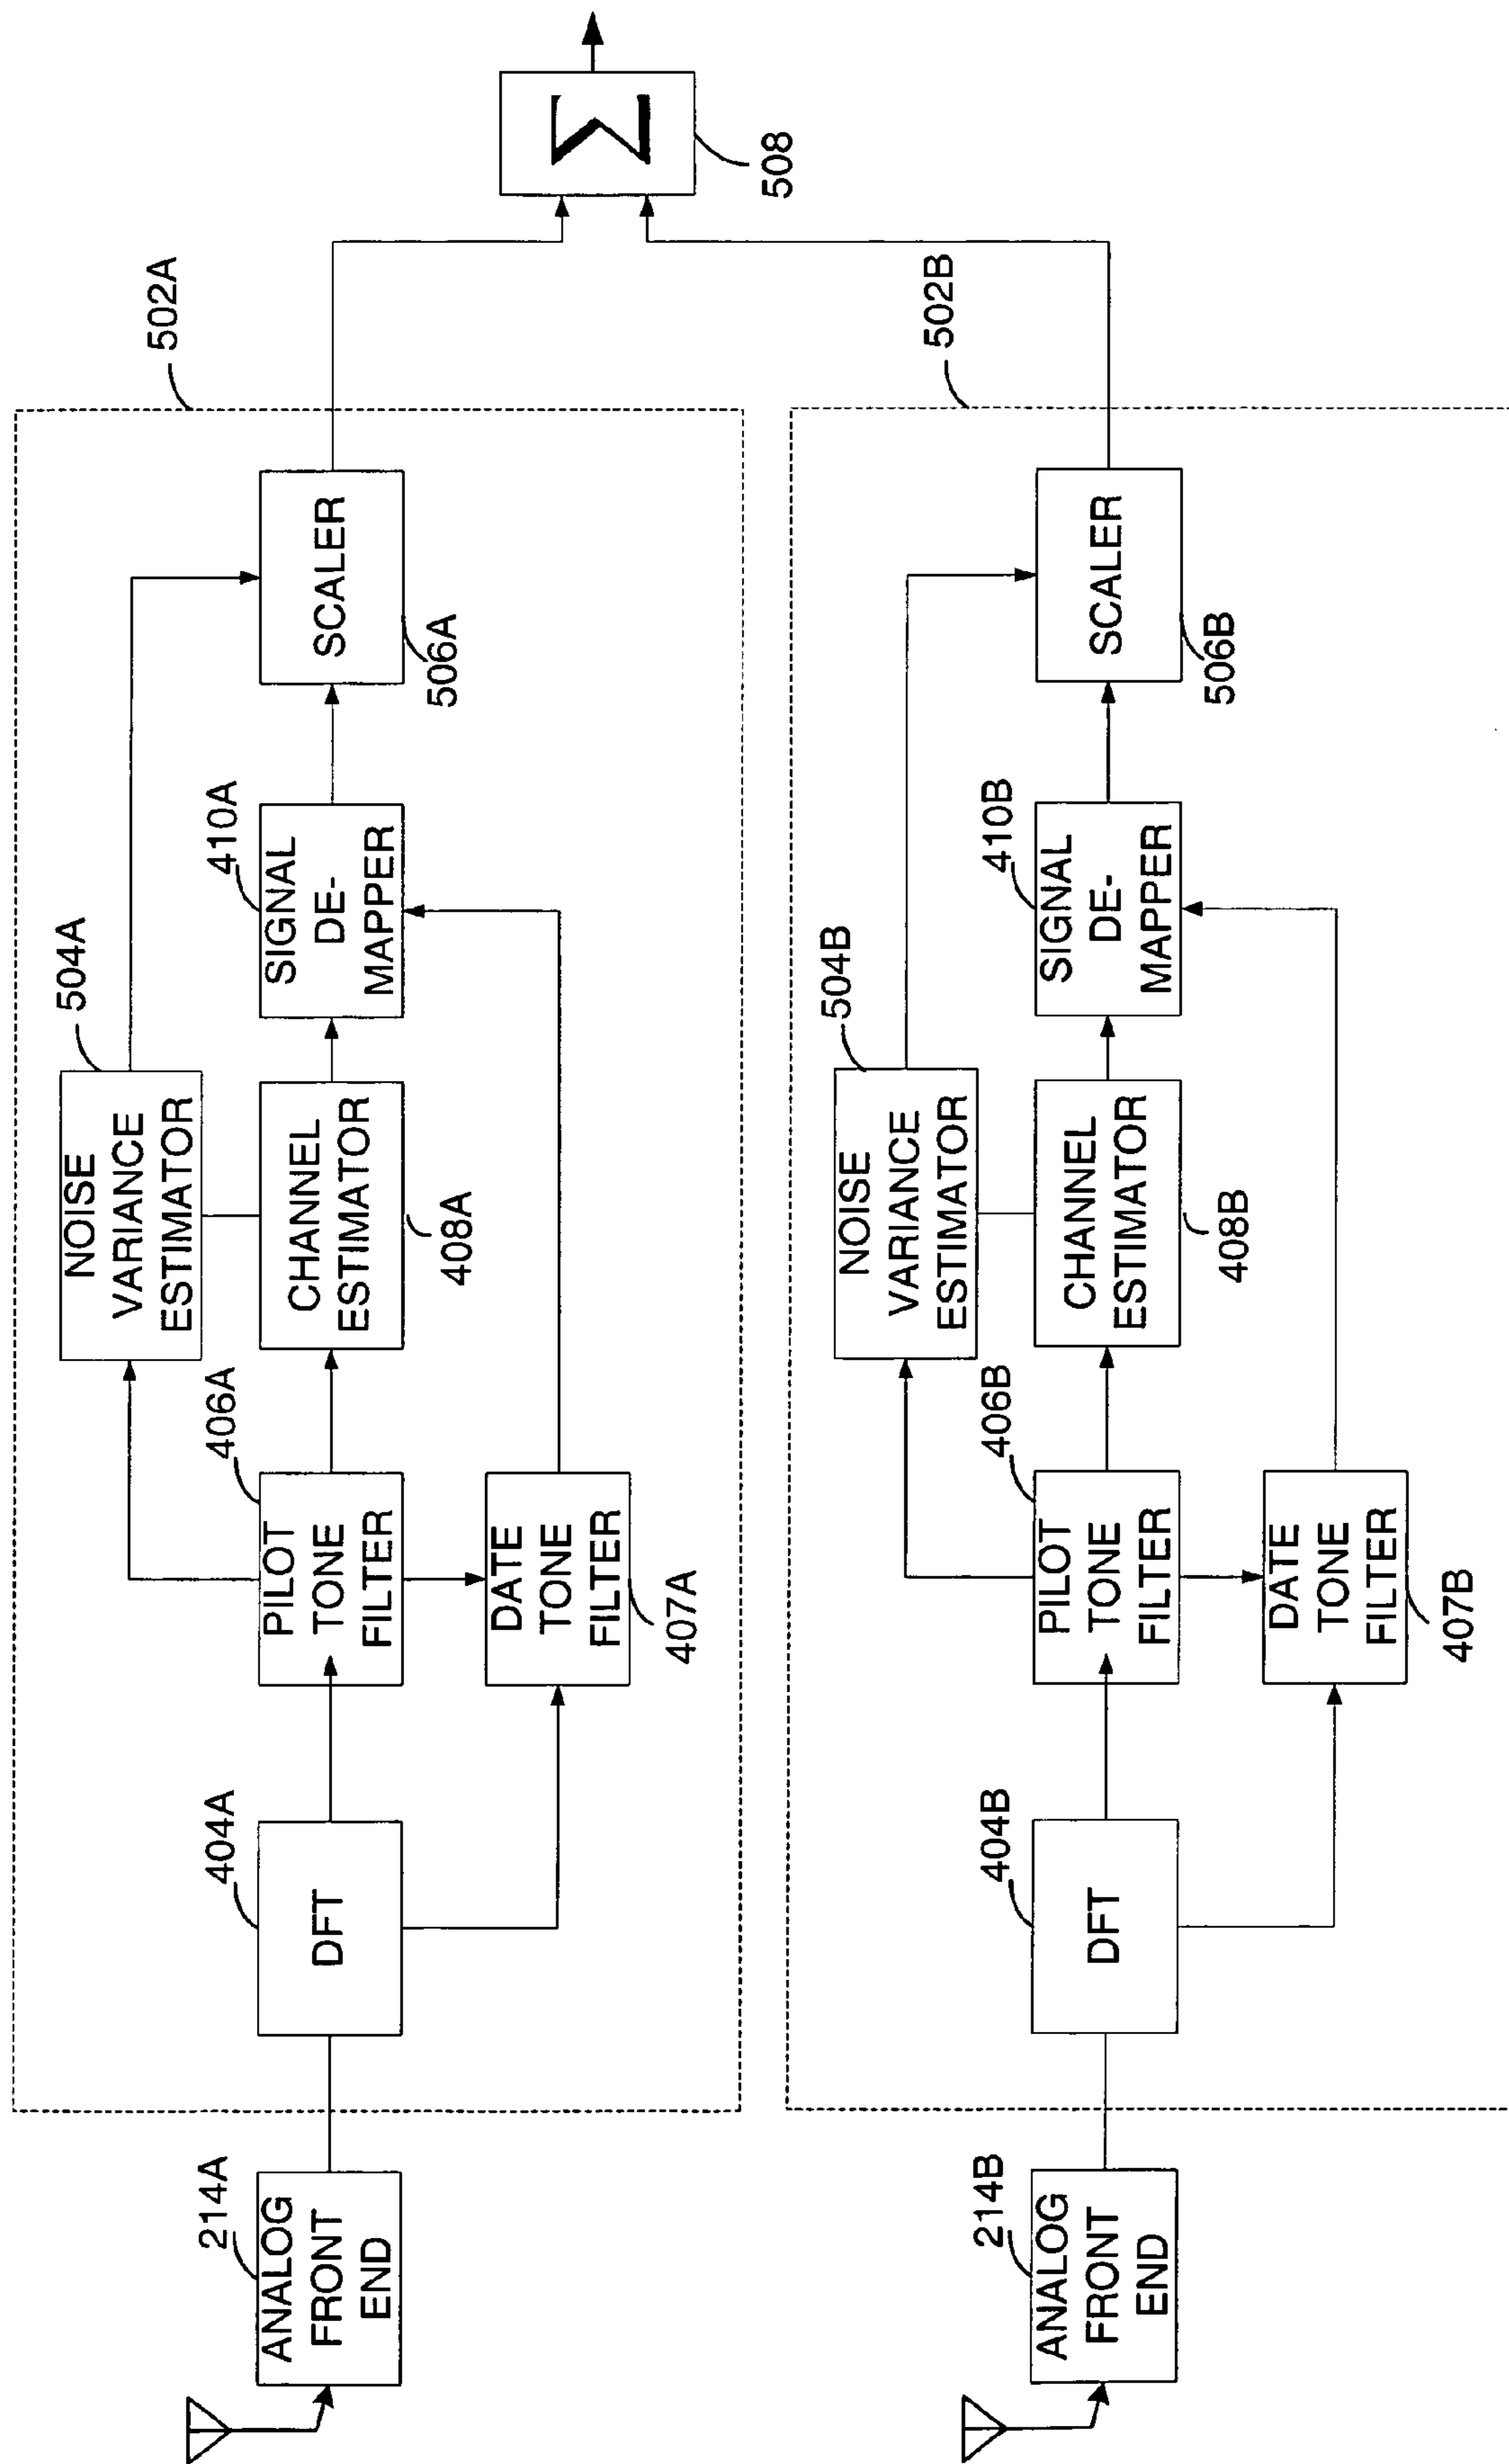 502A
504A
NOISE
VARIANCE
ESTIMATOR
214A
ANALOG
FRONT
END
404A
DFT
406A
PILOT
TONE
FILTER
CHANNEL
ESTIMATOR
408A
410A
SIGNAL
DE-
MAPPER
SCALER
506A
DATE
TONE
FILTER
407A
Σ
508
502B
504B
NOISE
VARIANCE
ESTIMATOR
214B
ANALOG
FRONT
END
404B
DFT
406B
PILOT
TONE
FILTER
CHANNEL
ESTIMATOR
408B
410B
SIGNAL
DE-
MAPPER
SCALER
506B
DATE
TONE
FILTER
407B